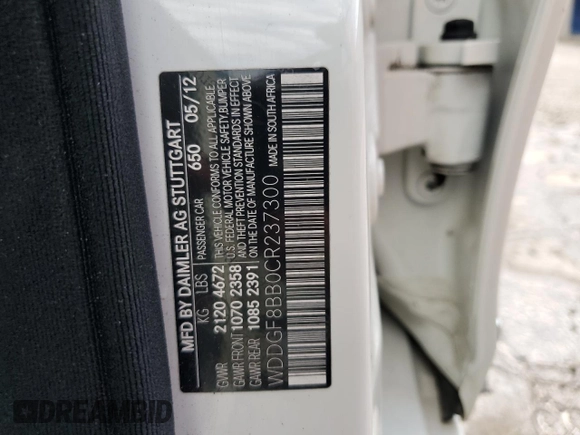 MFD BY DAIMLER AG STUTTGART
PASSENGER CAR 650 05/12
KG LBS
GVWR 2120 4672
GAWR FRONT 1070 2358
GAWR REAR 1085 2391
THIS VEHICLE CONFORMS TO ALL APPLICABLE
U.S. FEDERAL MOTOR VEHICLE SAFETY, BUMPER
AND THEFT PREVENTION STANDARDS IN EFFECT
ON THE DATE OF MANUFACTURE SHOWN ABOVE
WDDGF8BB0CR237300 MADE IN SOUTH AFRICA
DREAMBID